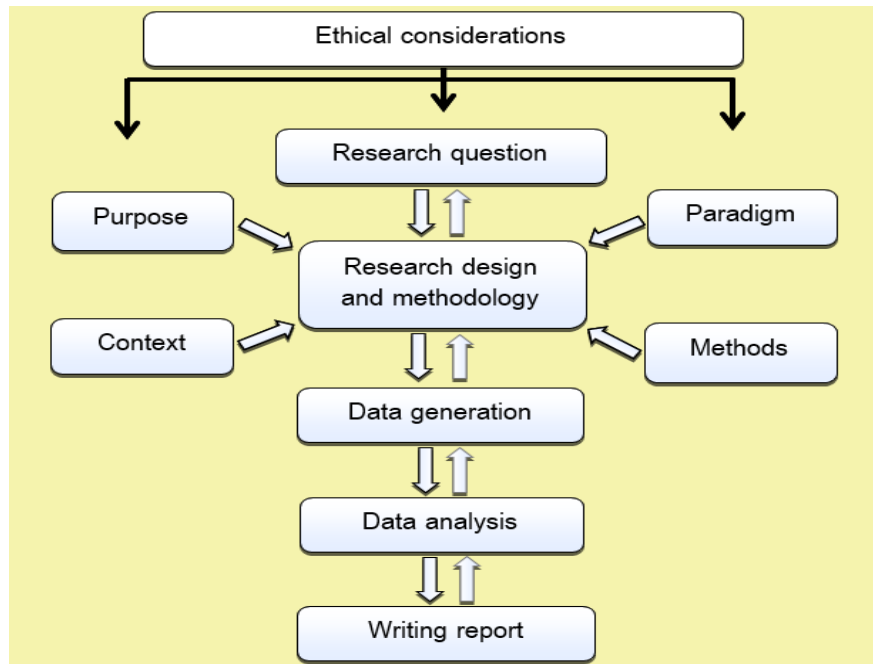 Ethical considerations
Research question
Purpose
Paradigm
Research design
and methodology
Context
Methods
Data generation
Data analysis
Writing report